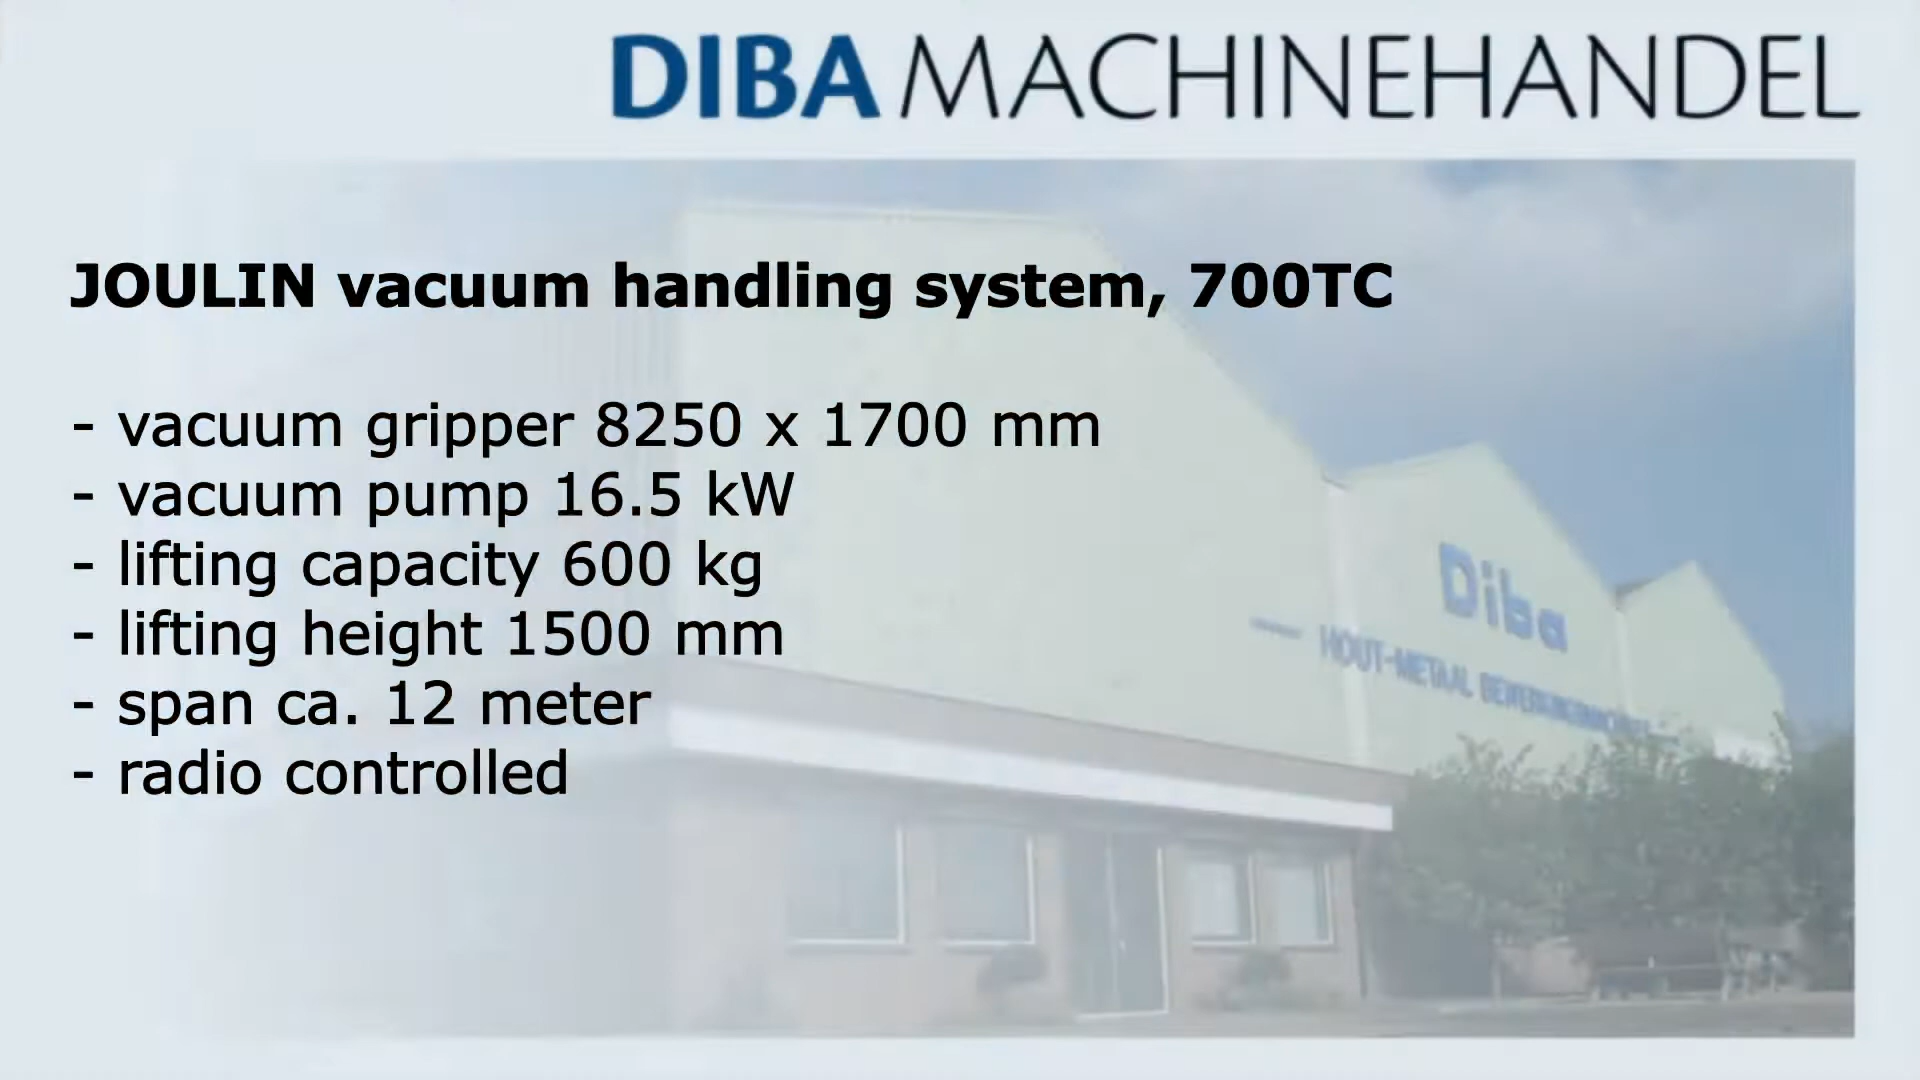 DIBA MACHINEHANDEL
JOULIN vacuum handling system, 700TC
- vacuum gripper 8250 x 1700 mm
- vacuum pump 16.5 kW
- lifting capacity 600 kg
- lifting height 1500 mm
- span ca. 12 meter
- radio controlled
Diba
HOUT-METAAL